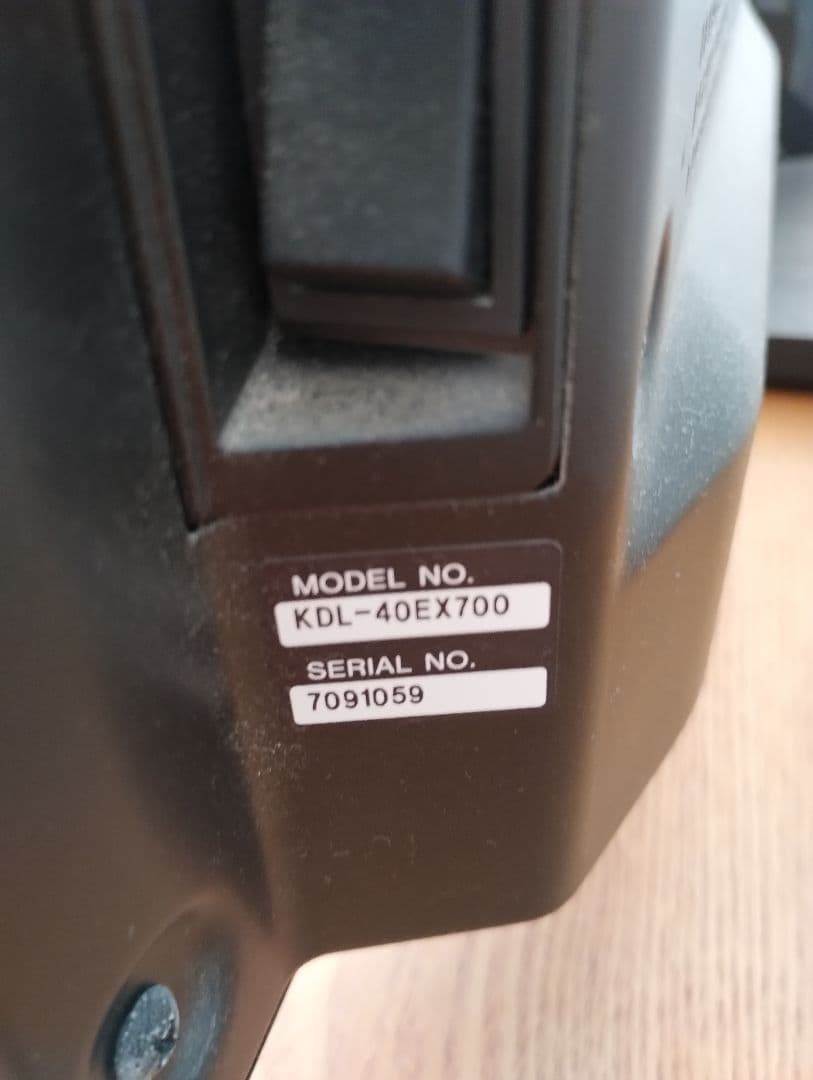 MODEL NO.
KDL-40EX700
SERIAL NO.
7091059